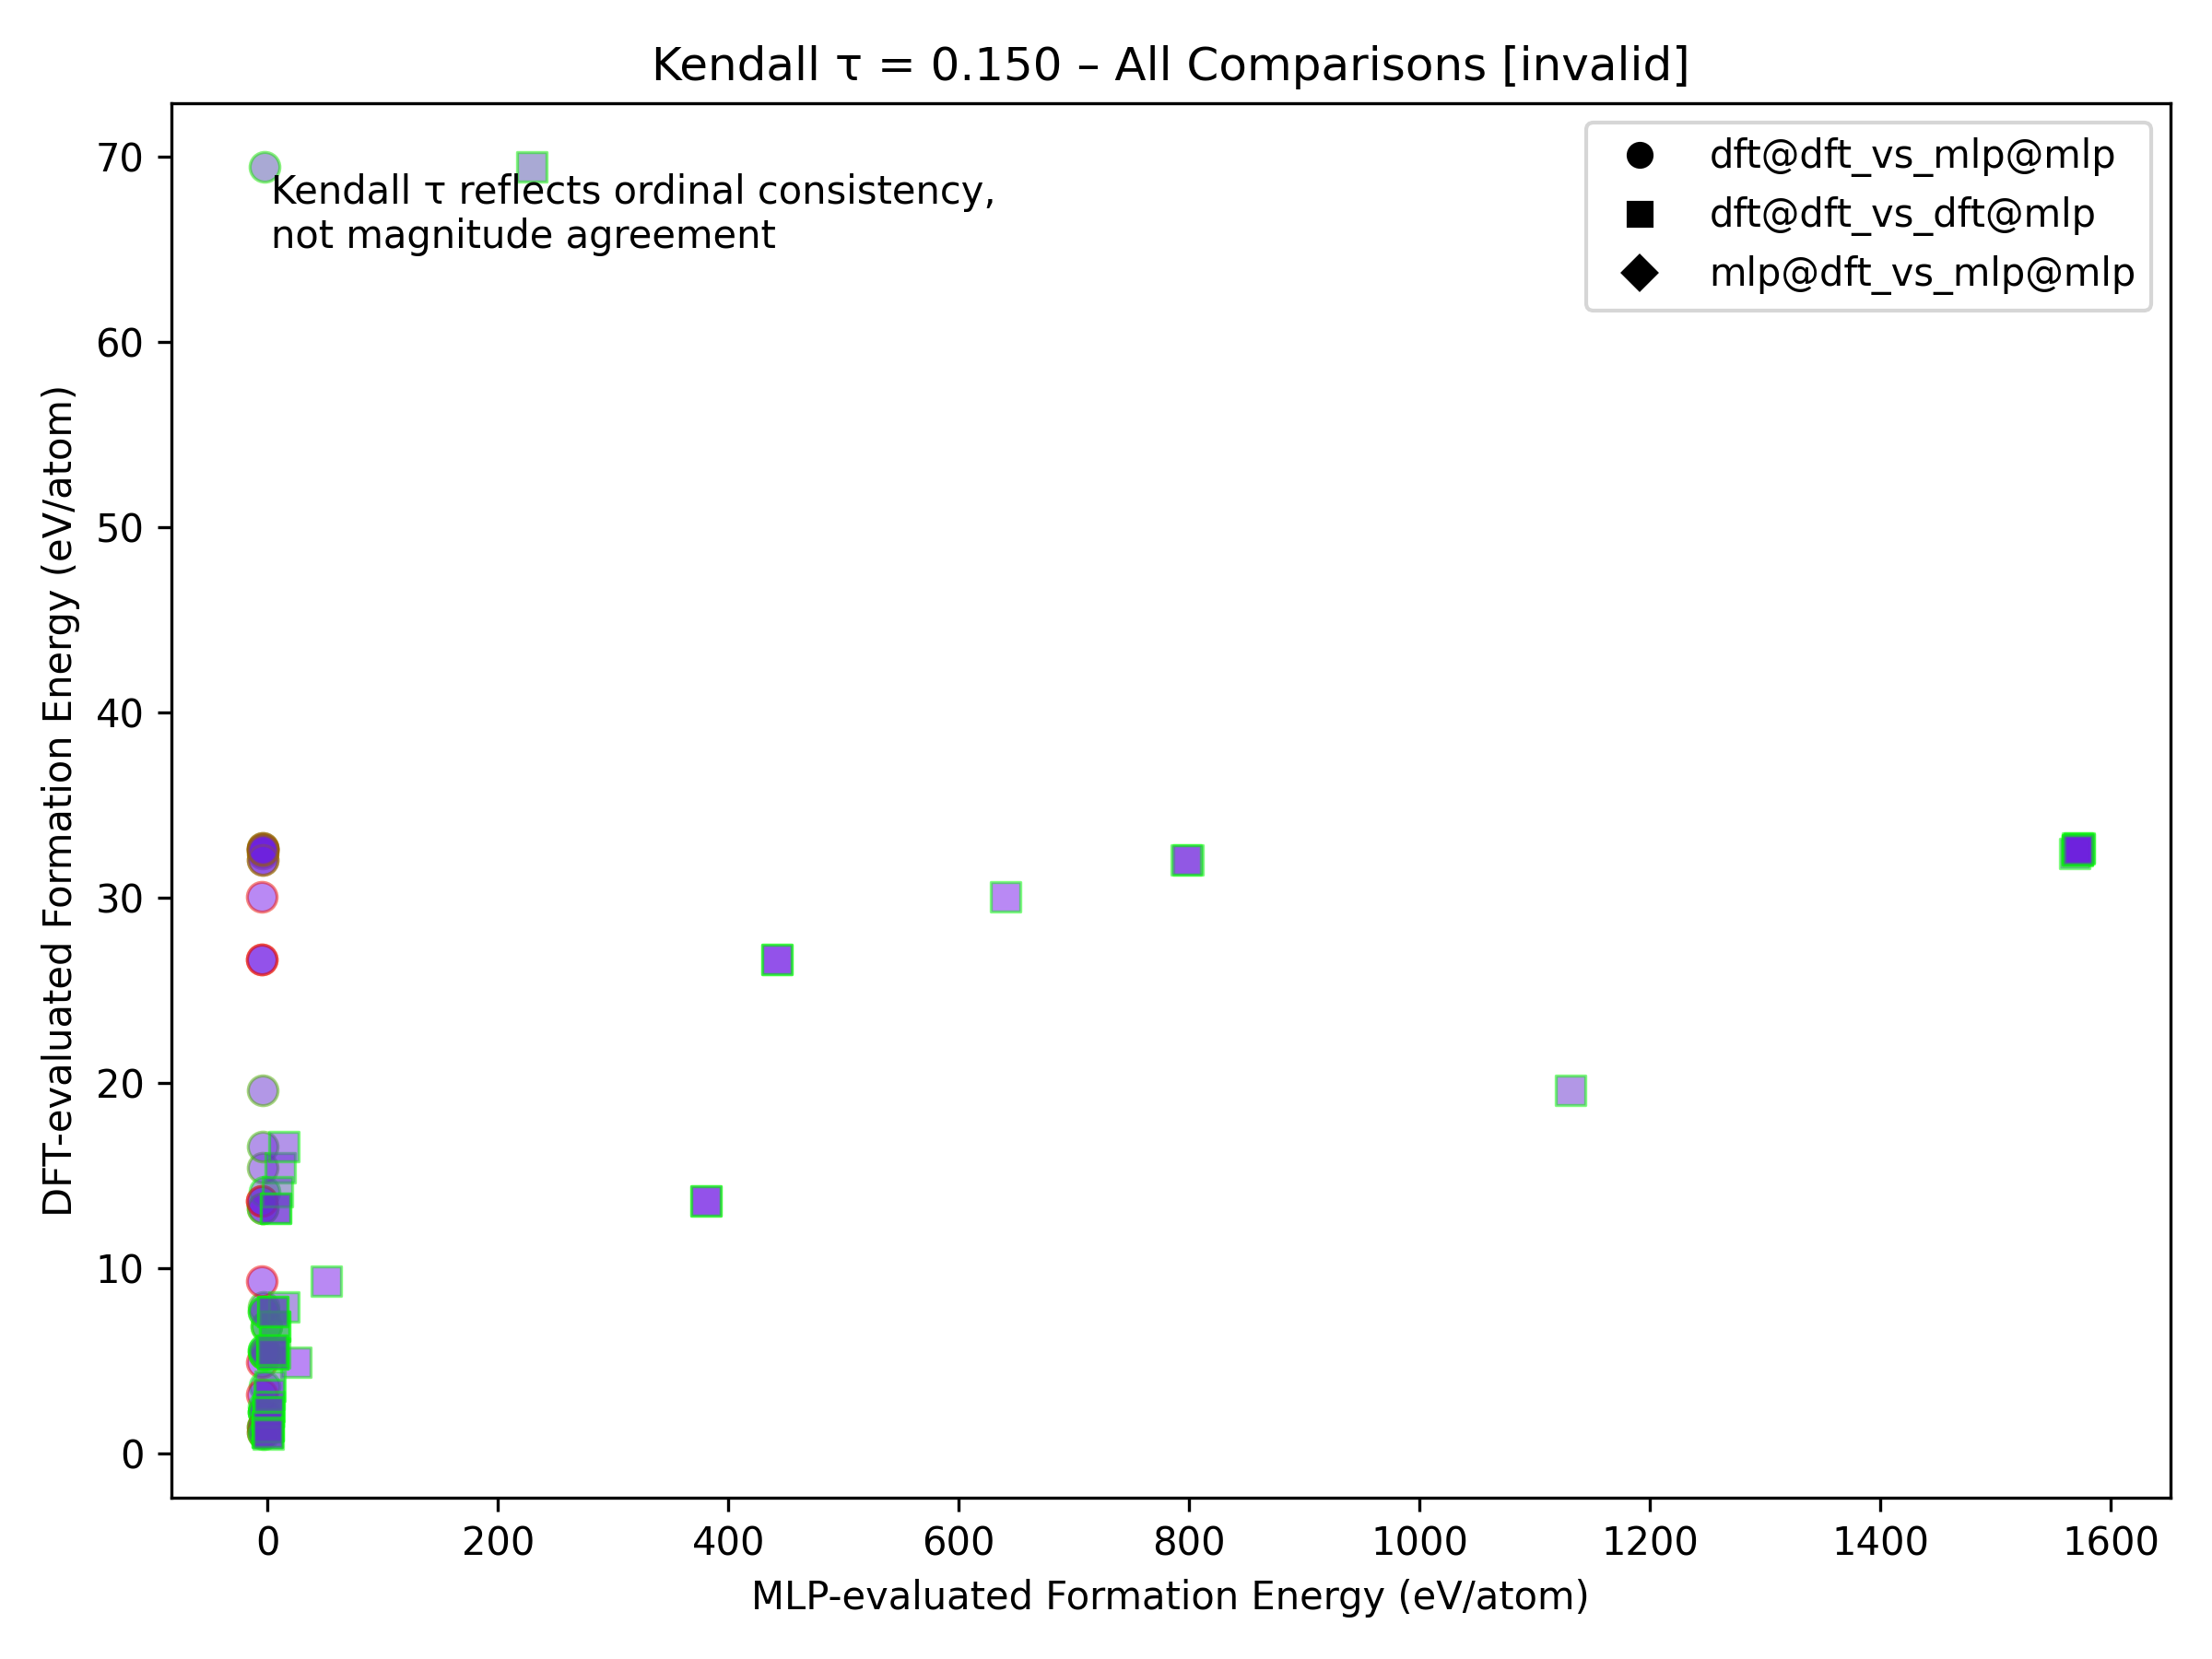 Kendall τ = 0.150 – All Comparisons [invalid]
Kendall τ reflects ordinal consistency,
not magnitude agreement
dft@dft_vs_mlp@mlp
dft@dft_vs_dft@mlp
mlp@dft_vs_mlp@mlp
DFT-evaluated Formation Energy (eV/atom)
70
60
50
40
30
20
10
0
0 200 400 600 800 1000 1200 1400 1600
MLP-evaluated Formation Energy (eV/atom)